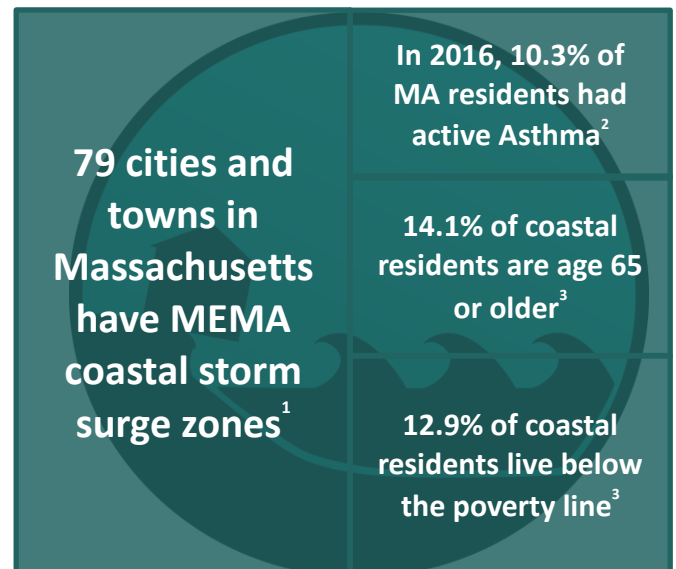 79 cities and
towns in
Massachusetts
have MEMA
coastal storm
surge zones¹
In 2016, 10.3% of
MA residents had
active Asthma²
14.1% of coastal
residents are age 65
or older³
12.9% of coastal
residents live below
the poverty line³